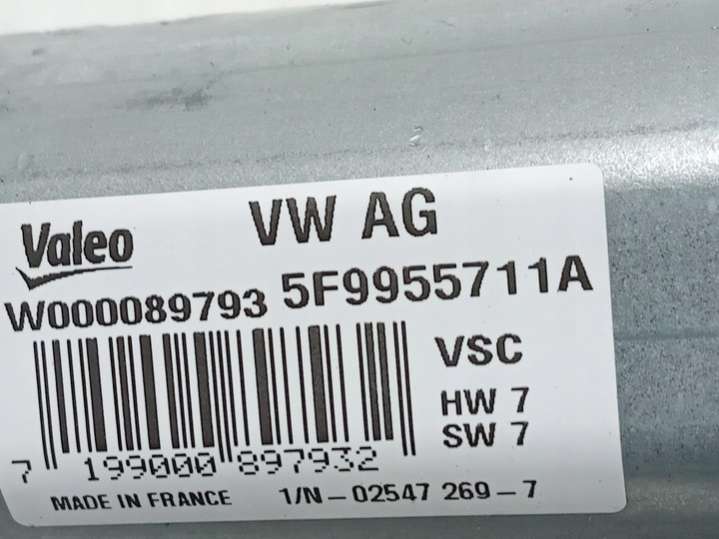 Valeo
VW AG
W000089793
5F9955711A
VSC
HW 7
SW 7
7 199000 897932
MADE IN FRANCE
1/N-02547 269-7